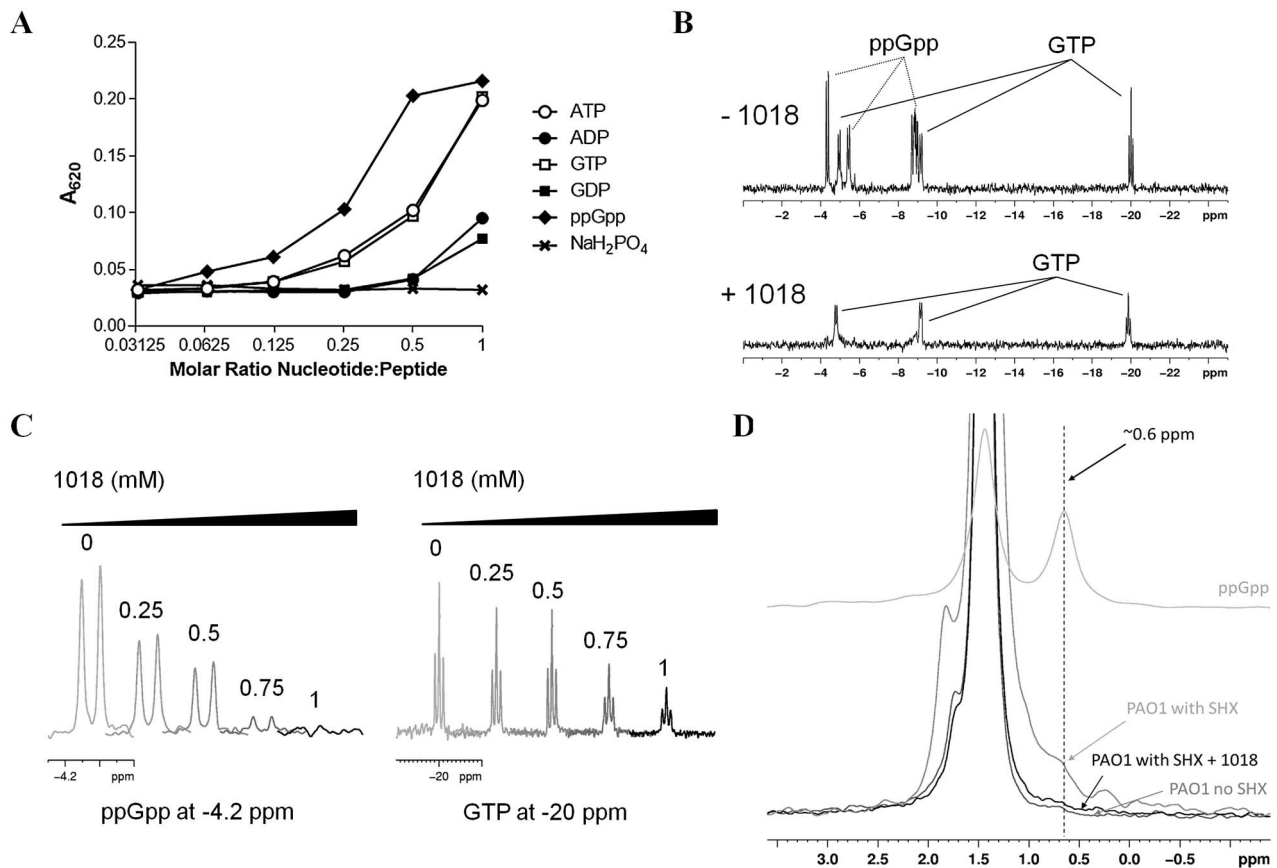 A
A620
0.25
0.20
0.15
0.10
0.05
0.00
0.03125 0.0625 0.125 0.25 0.5 1
Molar Ratio Nucleotide:Peptide
ATP
ADP
GTP
GDP
ppGpp
NaH2PO4
B
ppGpp GTP
- 1018
−2 −4 −6 −8 −10 −12 −14 −16 −18 −20 −22 ppm
GTP
+ 1018
−2 −4 −6 −8 −10 −12 −14 −16 −18 −20 −22 ppm
C
1018 (mM)
0
0.25
0.5
0.75
1
−4.2 ppm
ppGpp at -4.2 ppm
1018 (mM)
0
0.25
0.5
0.75
1
−20 ppm
GTP at -20 ppm
D
~0.6 ppm
ppGpp
PAO1 with SHX
PAO1 with SHX + 1018
PAO1 no SHX
3.0 2.5 2.0 1.5 1.0 0.5 0.0 −0.5 ppm